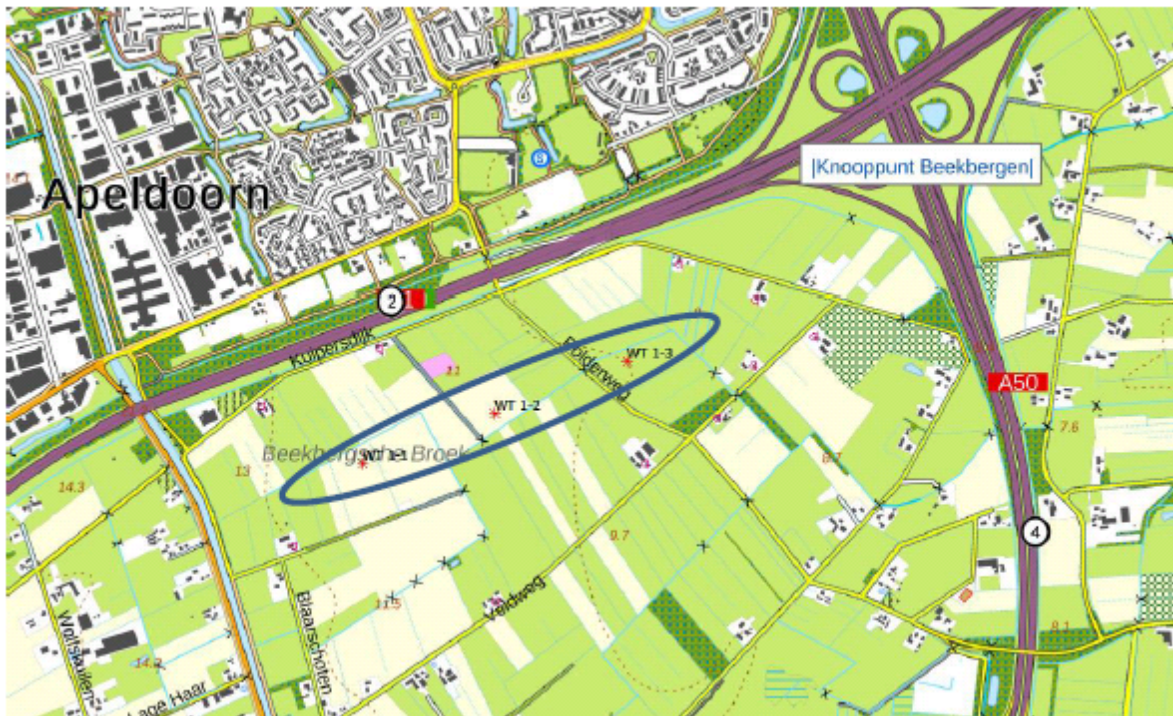 Apeldoorn
|Knooppunt Beekbergen|
2
1
Kuipersdijk
Polderweg
WT 1-3
11
WT 1-2
A50
7.6
Beekbergsche Broek
WT 1-1
13
14.3
6.7
4
9.7
11.5
Veldweg
Wolfskuilen
Blaarschoten
8.1
14.2
Lage Haar